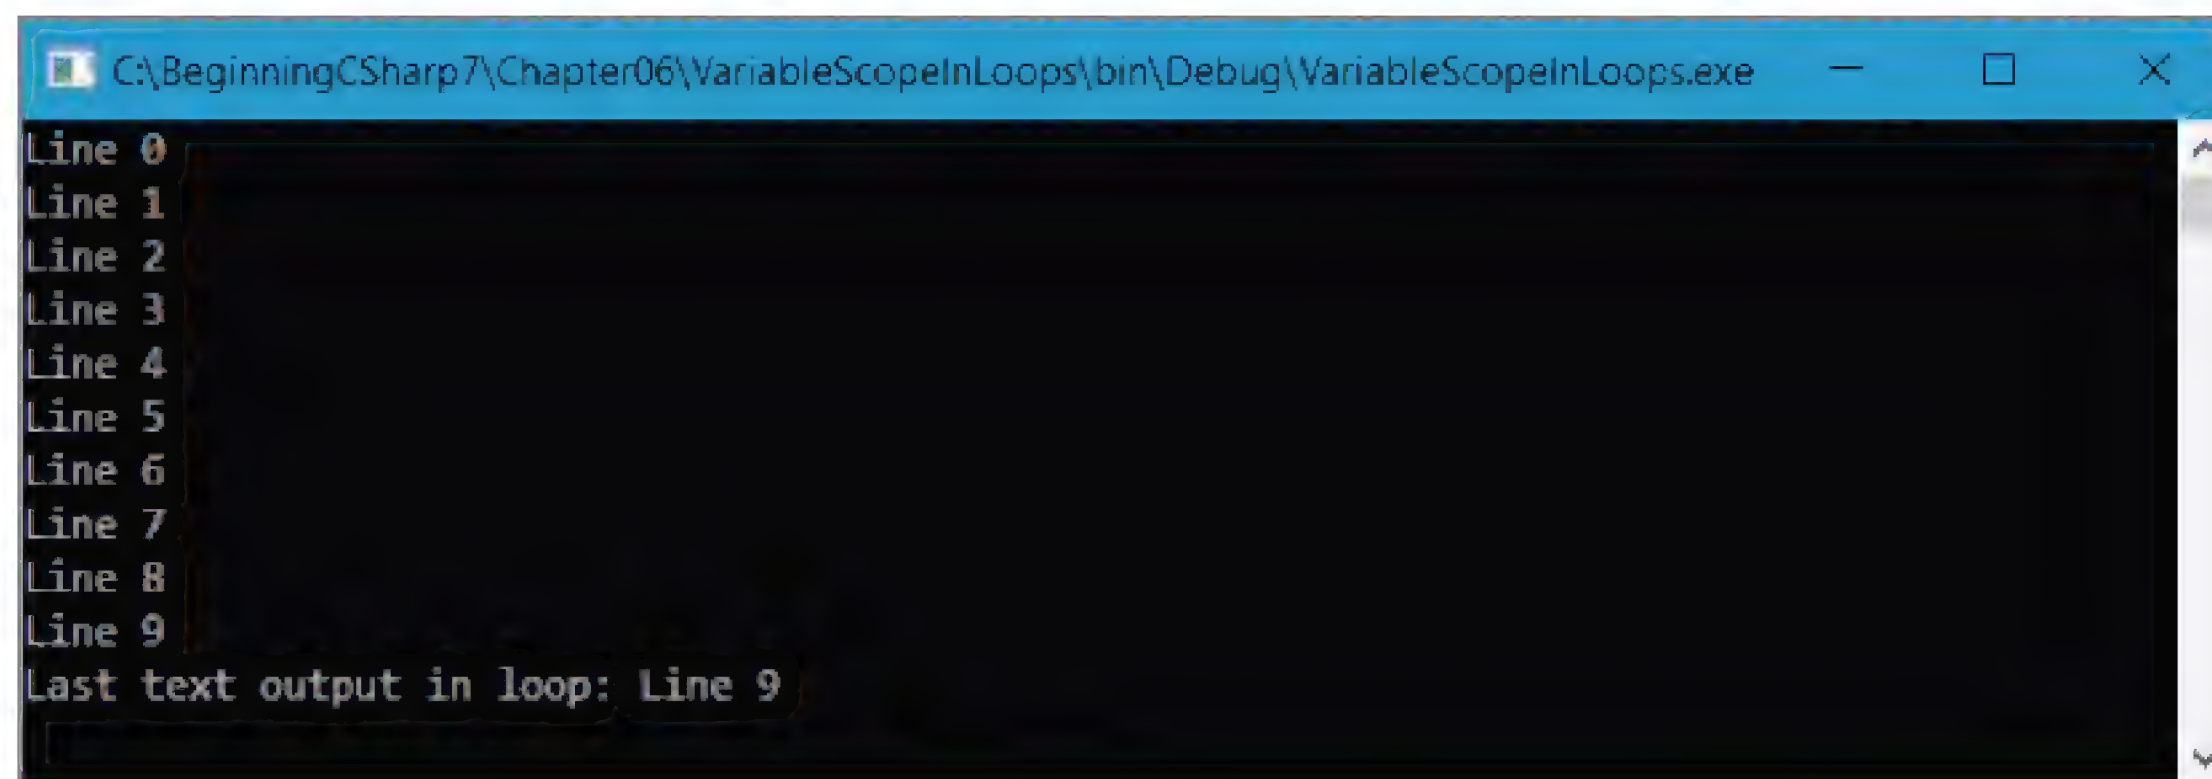 C:\BeginningCSharp7\Chapter06\VariableScopeInLoops\bin\Debug\VariableScopeInLoops.exe
Line 0
Line 1
Line 2
Line 3
Line 4
Line 5
Line 6
Line 7
Line 8
Line 9
Last text output in loop: Line 9